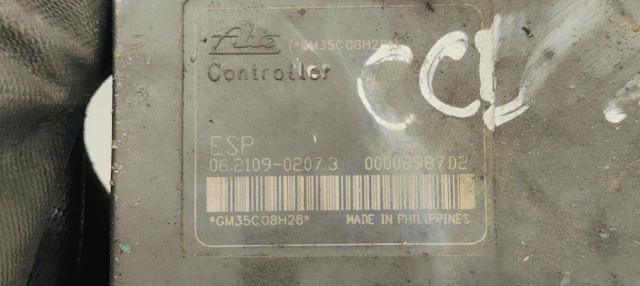 Ate (*GM35C08H28*)
Controller
CCL
ESP
06.2109-0207.3 00008987D2
*GM35C08H28* MADE IN PHILIPPINES